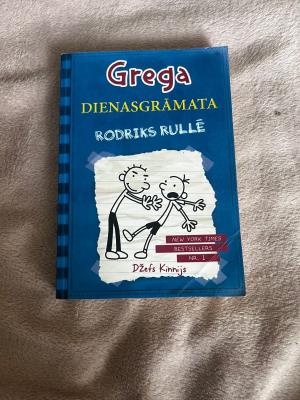 Grega
DIENASGRĀMATA
RODRIKS RULLĒ
NEW YORK TIMES
BESTSELLERS
NR. 1
Džefs Kinnijs